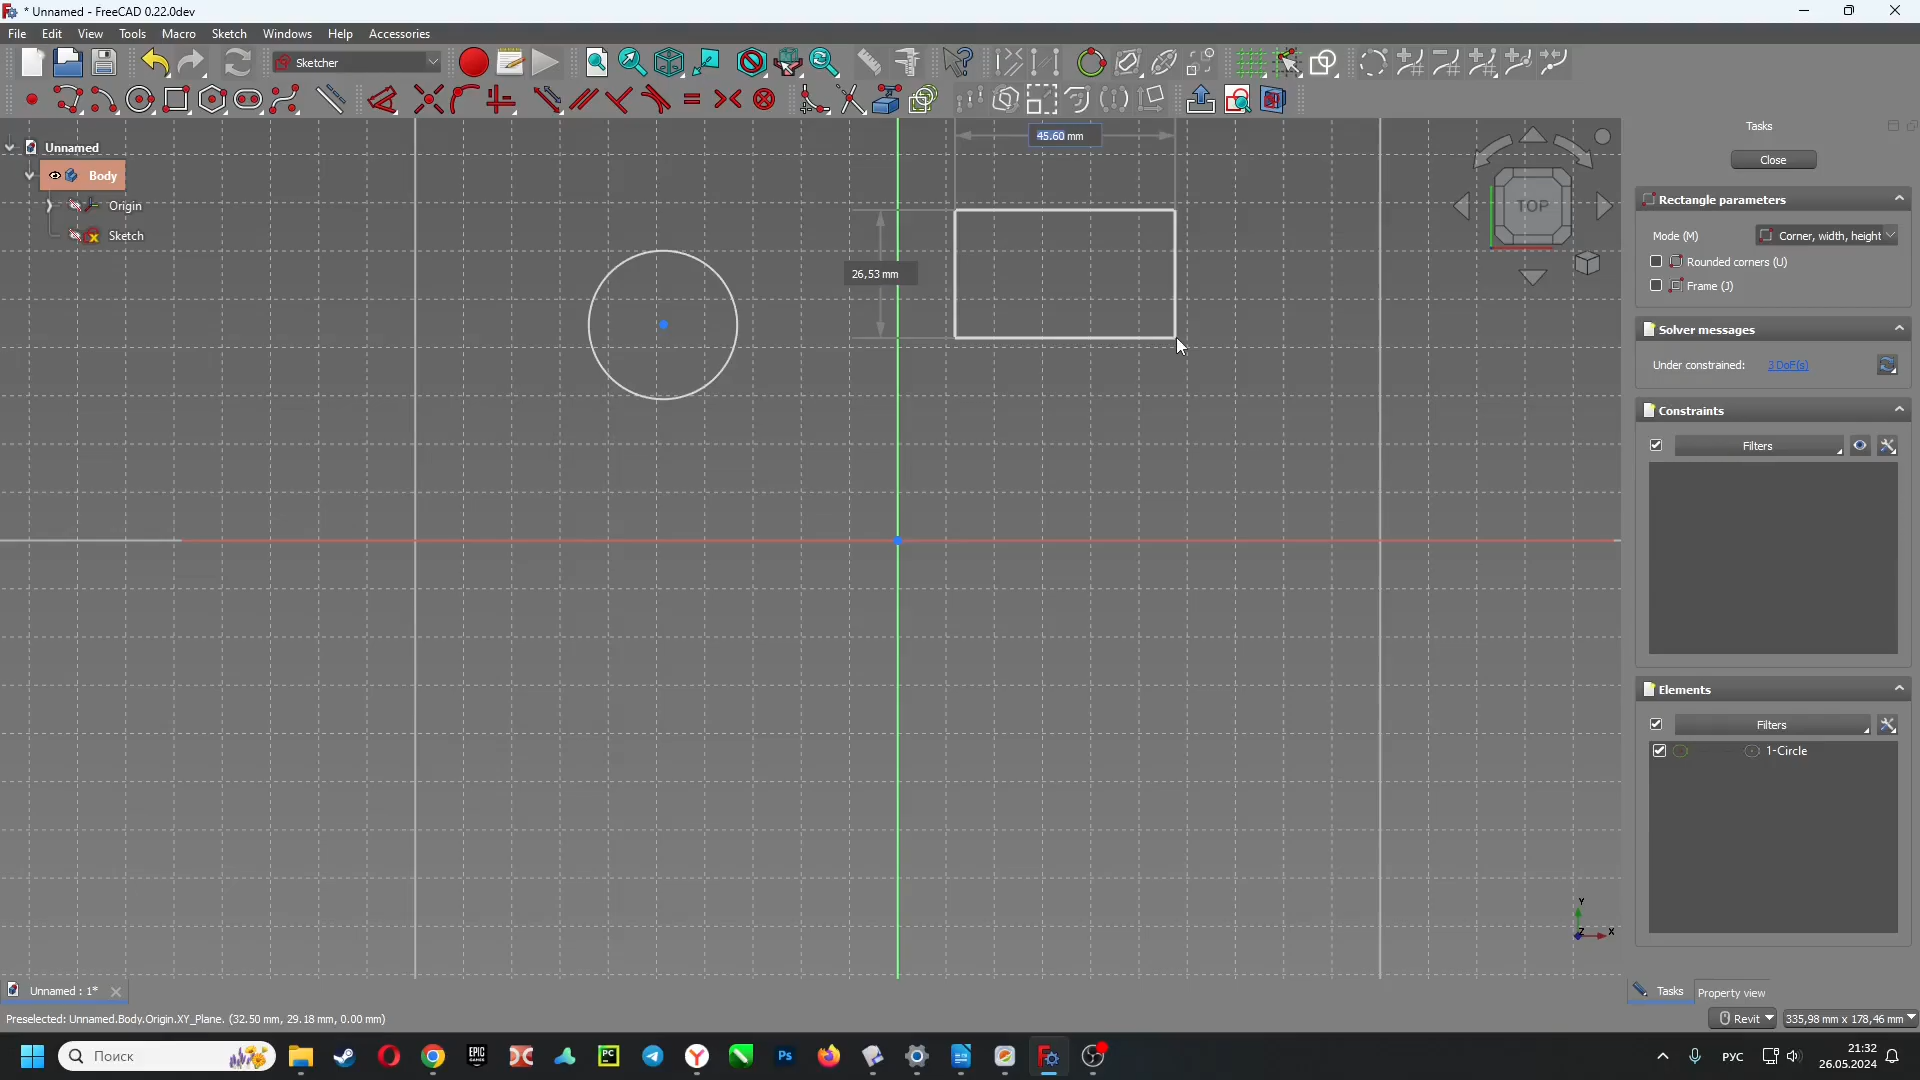 * Unnamed - FreeCAD 0.22.0dev
File Edit View Tools Macro Sketch Windows Help Accessories
Sketcher
Unnamed
Body
Origin
Sketch
45.60 mm
26,53 mm
TOP
Y
Z
X
Tasks
Close
Rectangle parameters
Mode (M) Corner, width, height
Rounded corners (U)
Frame (J)
Solver messages
Under constrained: 3 DoF(s)
Constraints
Filters
Elements
Filters
1-Circle
Unnamed : 1*
Tasks Property view
Preselected: Unnamed.Body.Origin.XY_Plane. (32.50 mm, 29.18 mm, 0.00 mm)
Revit 335,98 mm x 178,46 mm
Поиск
EPIC GAMES
PC
Ps
РУС
21:32
26.05.2024